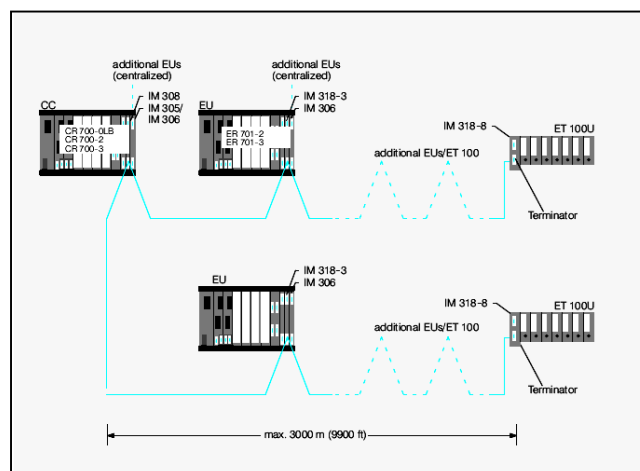 additional EUs
(centralized)
additional EUs
(centralized)
CC
IM 308
IM 305/
IM 306
CR 700-0LB
CR 700-2
CR 700-3
EU
IM 318-3
IM 306
ER 701-2
ER 701-3
IM 318-8
ET 100U
additional EUs/ET 100
Terminator
EU
IM 318-3
IM 306
IM 318-8
ET 100U
additional EUs/ET 100
Terminator
max. 3000 m (9900 ft)